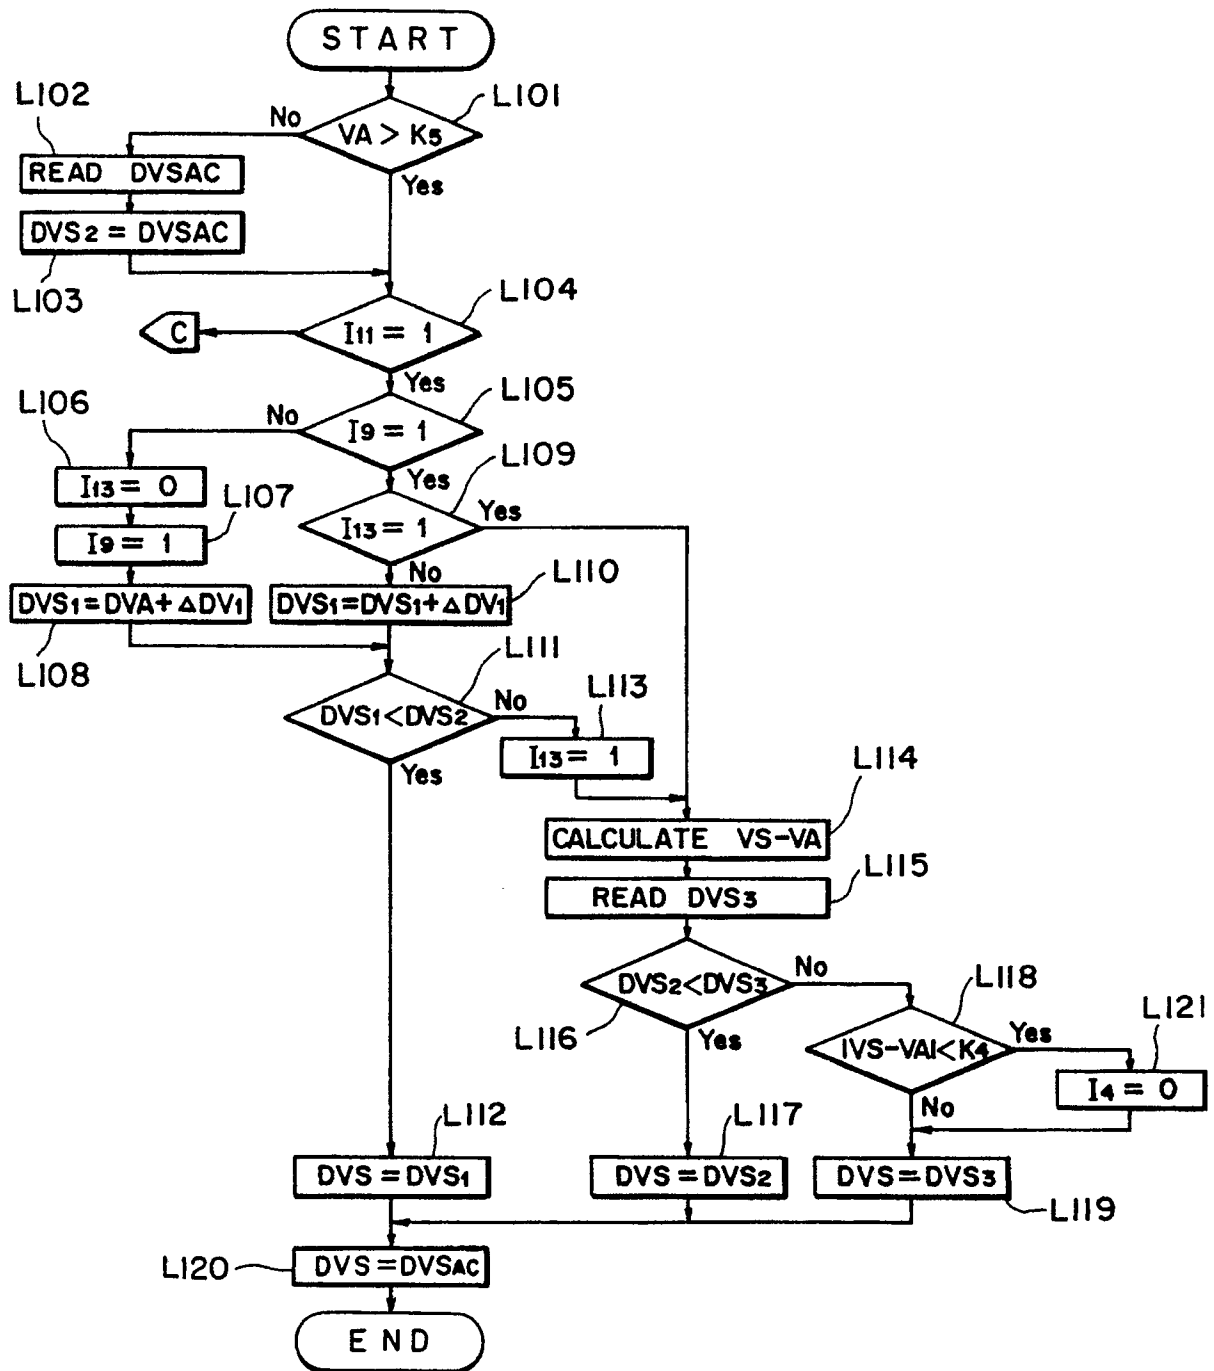 START
L102
L101
No
VA > K5
READ DVSAC
Yes
DVS2 = DVSAC
L103
L104
C
I11 = 1
Yes
L106
L105
No
I9 = 1
L109
Yes
I13 = 0
L107
Yes
I13 = 1
I9 = 1
No
L110
DVS1 = DVA + ΔDV1
DVS1 = DVS1 + ΔDV1
L108
L111
No
L113
DVS1 < DVS2
I13 = 1
Yes
L114
CALCULATE VS-VA
L115
READ DVS3
No
DVS2 < DVS3
L118
L116
Yes
L121
Yes
IVS-VAI < K4
I4 = 0
No
L112
L117
DVS = DVS1
DVS = DVS2
DVS = DVS3
L119
L120
DVS = DVSAC
END